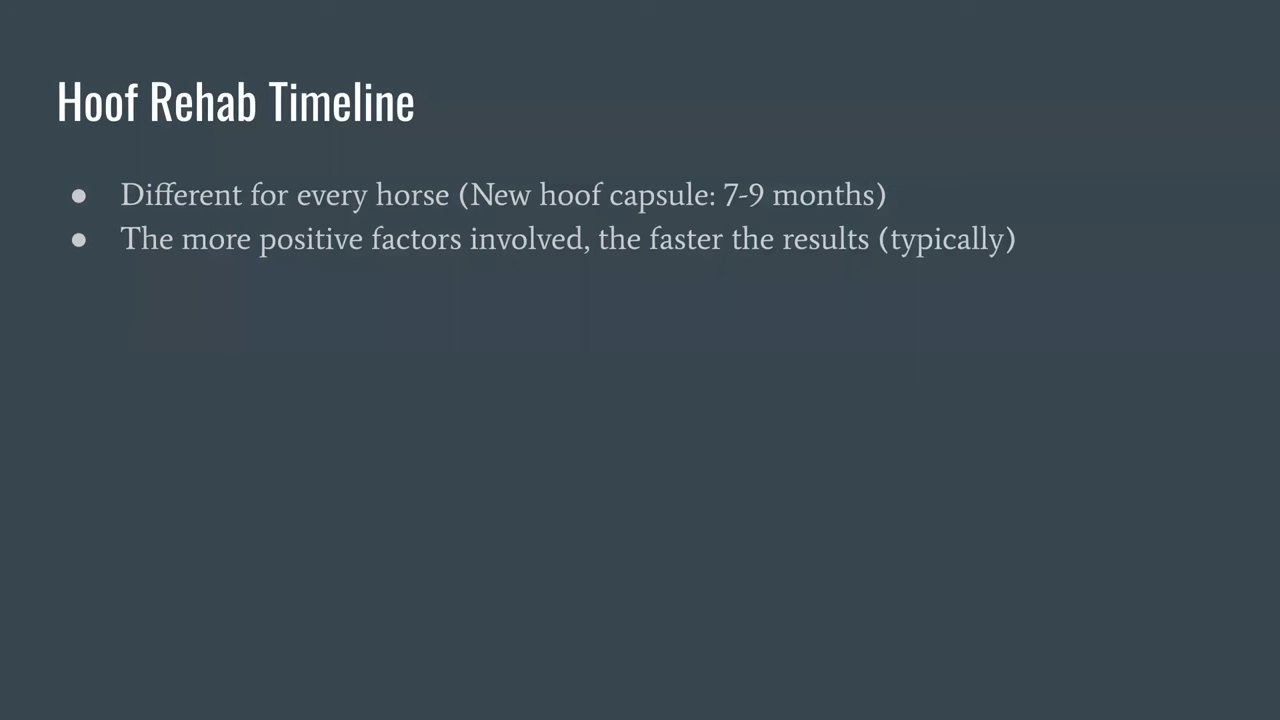 Hoof Rehab Timeline
● Different for every horse (New hoof capsule: 7-9 months)
● The more positive factors involved, the faster the results (typically)